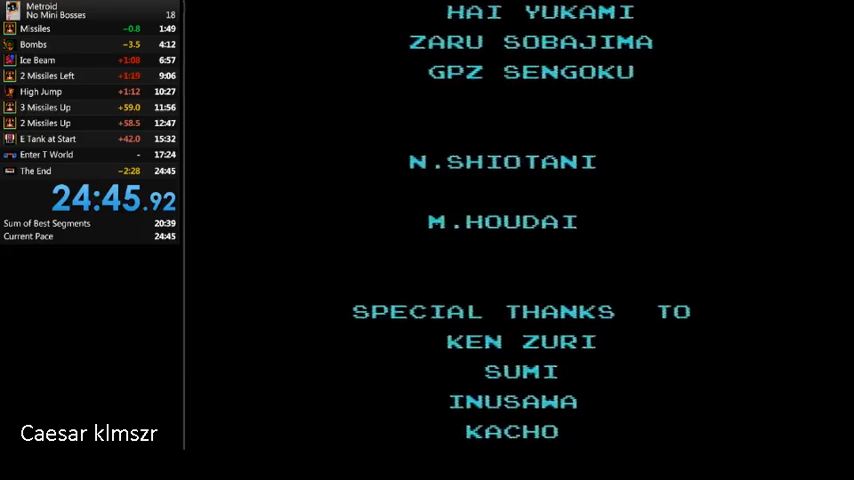 Metroid
No Mini Bosses 18
Missiles -0.8 1:49
Bombs -3.5 4:12
Ice Beam +1:08 6:57
2 Missiles Left +1:19 9:06
High Jump +1:12 10:27
3 Missiles Up +59.0 11:56
2 Missiles Up +58.5 12:47
E Tank at Start +42.0 15:32
Enter T World - 17:24
The End -2:28 24:45
24:45.92
Sum of Best Segments 20:39
Current Pace 24:45
Caesar klmszr
HAI YUKAMI
ZARU SOBAJIMA
GPZ SENGOKU
N.SHIOTANI
M.HOUDAI
SPECIAL THANKS TO
KEN ZURI
SUMI
INUSAWA
KACHO